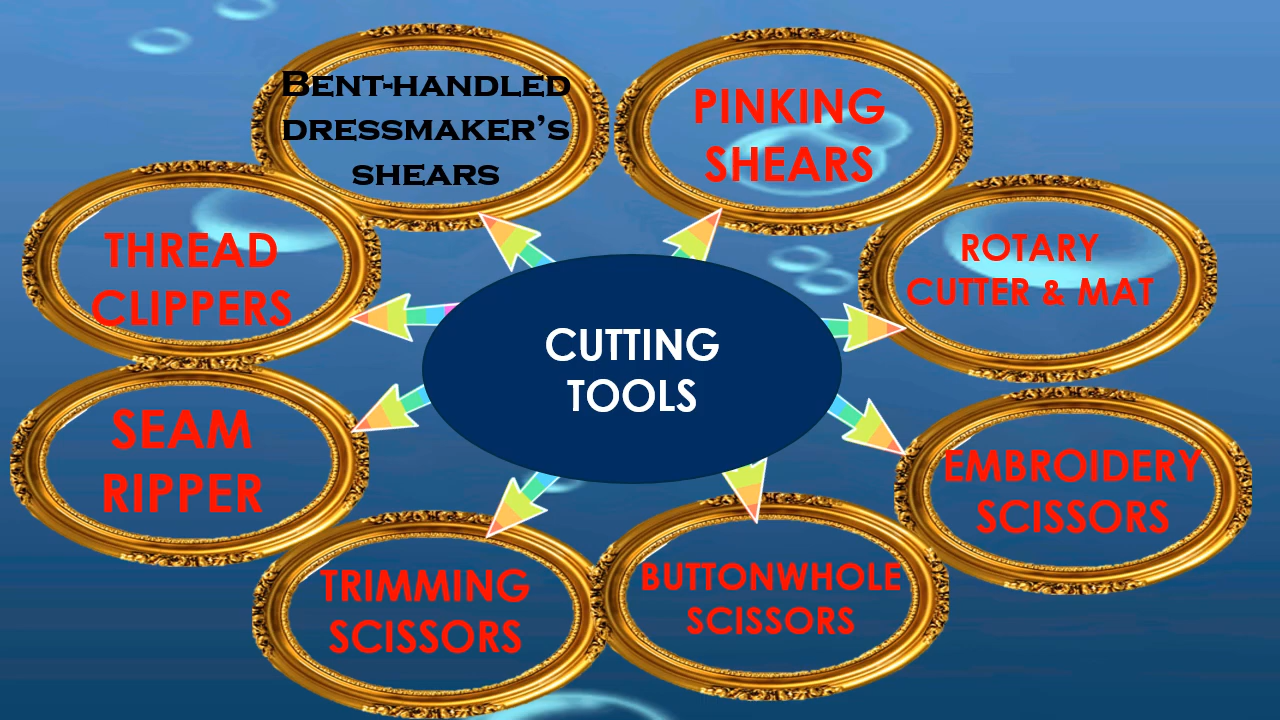 Bent-handled
dressmaker's
shears
PINKING
SHEARS
THREAD
CLIPPERS
ROTARY
CUTTER & MAT
CUTTING
TOOLS
SEAM
RIPPER
EMBROIDERY
SCISSORS
TRIMMING
SCISSORS
BUTTONWHOLE
SCISSORS